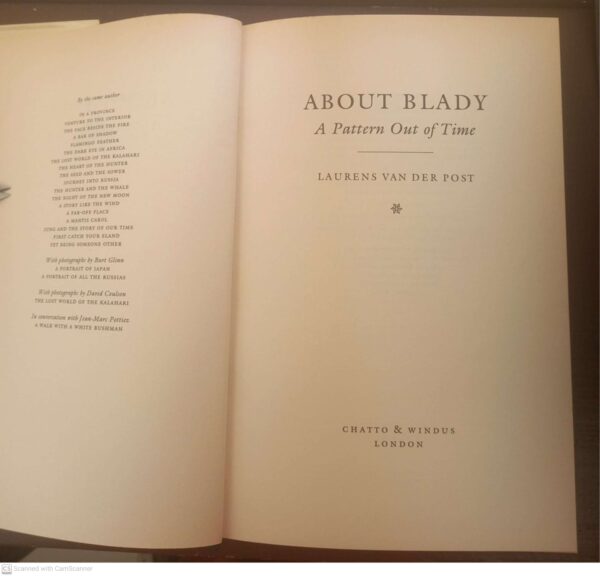 By the same author
IN A PROVINCE
VENTURE TO THE INTERIOR
THE FACE BESIDE THE FIRE
A BAR OF SHADOW
FLAMINGO FEATHER
THE DARK EYE IN AFRICA
THE LOST WORLD OF THE KALAHARI
THE HEART OF THE HUNTER
THE SEED AND THE SOWER
JOURNEY INTO RUSSIA
THE HUNTER AND THE WHALE
THE NIGHT OF THE NEW MOON
A STORY LIKE THE WIND
A FAR-OFF PLACE
A MANTIS CAROL
JUNG AND THE STORY OF OUR TIME
FIRST CATCH YOUR ELAND
YET BEING SOMEONE OTHER
With photographs by Burt Glinn
A PORTRAIT OF JAPAN
A PORTRAIT OF ALL THE RUSSIAS
With photographs by David Coulson
THE LOST WORLD OF THE KALAHARI
In conversation with Jean-Marc Pottiez
A WALK WITH A WHITE BUSHMAN
ABOUT BLADY
A Pattern Out of Time
LAURENS VAN DER POST
CHATTO & WINDUS
LONDON
CS Scanned with CamScanner